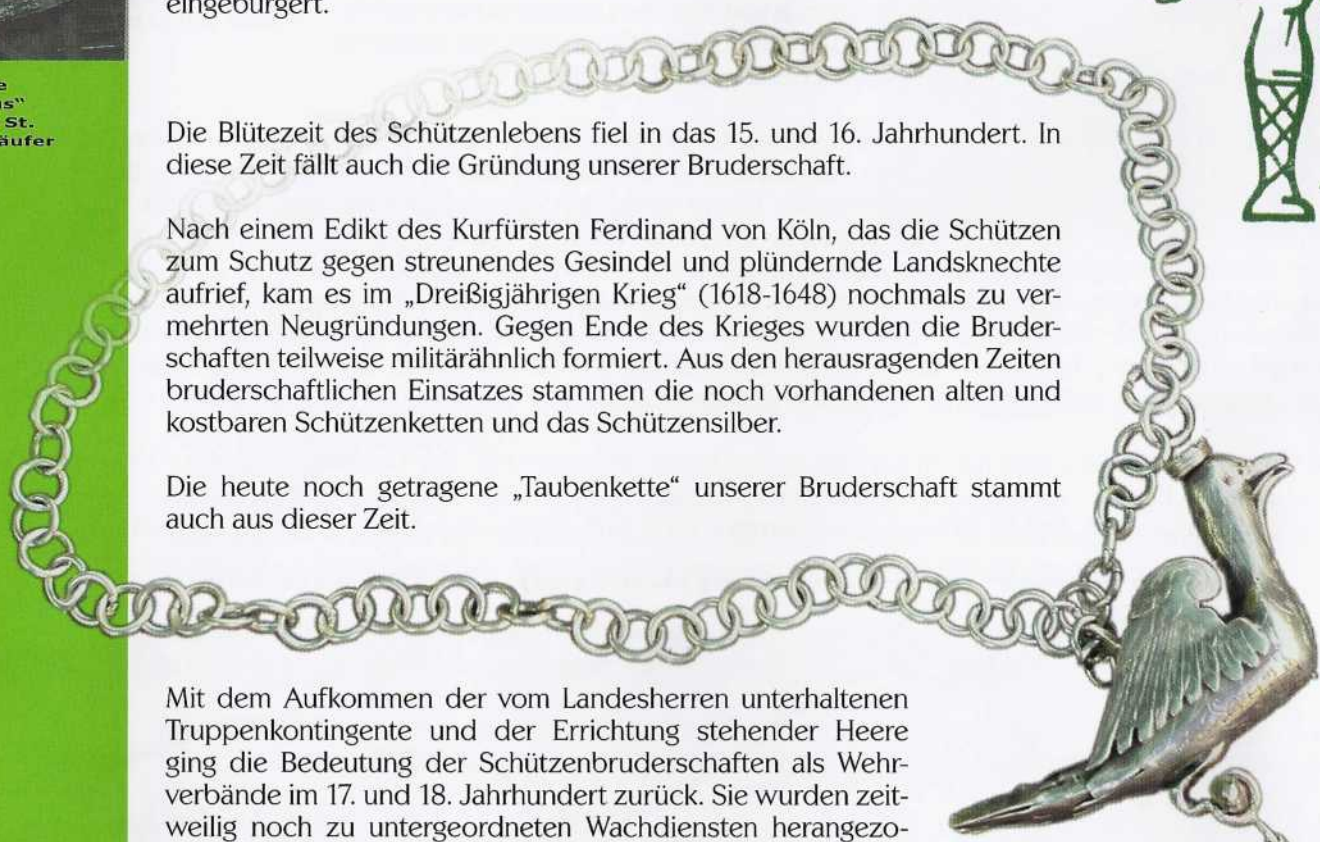 eingebürgert.
e
us“
St.
äufer
Die Blütezeit des Schützenlebens fiel in das 15. und 16. Jahrhundert. In
diese Zeit fällt auch die Gründung unserer Bruderschaft.
Nach einem Edikt des Kurfürsten Ferdinand von Köln, das die Schützen
zum Schutz gegen streunendes Gesindel und plündernde Landsknechte
aufrief, kam es im „Dreißigjährigen Krieg“ (1618-1648) nochmals zu ver-
mehrten Neugründungen. Gegen Ende des Krieges wurden die Bruder-
schaften teilweise militärähnlich formiert. Aus den herausragenden Zeiten
bruderschaftlichen Einsatzes stammen die noch vorhandenen alten und
kostbaren Schützenketten und das Schützensilber.
Die heute noch getragene „Taubenkette“ unserer Bruderschaft stammt
auch aus dieser Zeit.
Mit dem Aufkommen der vom Landesherren unterhaltenen
Truppenkontingente und der Errichtung stehender Heere
ging die Bedeutung der Schützenbruderschaften als Wehr-
verbände im 17. und 18. Jahrhundert zurück. Sie wurden zeit-
weilig noch zu untergeordneten Wachdiensten herangezo-